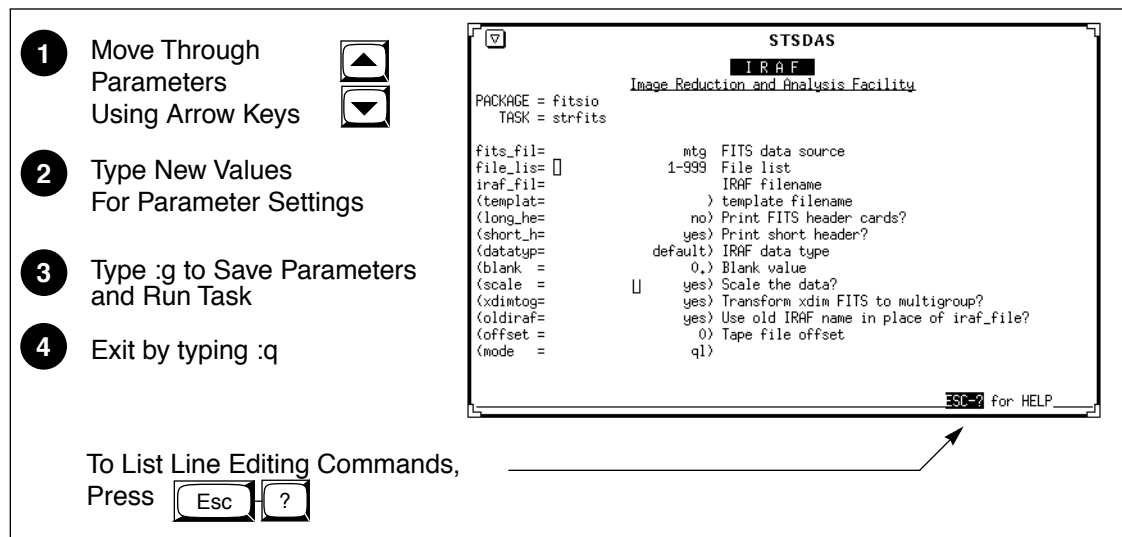 1 Move Through
Parameters
Using Arrow Keys
2 Type New Values
For Parameter Settings
3 Type :g to Save Parameters
and Run Task
4 Exit by typing :q
STSDAS
I R A F
Image Reduction and Analysis Facility
PACKAGE = fitsio
TASK = strfits
fits_fil= mtg FITS data source
file_lis= 1-999 File list
iraf_fil= IRAF filename
(templat= ) template filename
(long_he= no) Print FITS header cards?
(short_h= yes) Print short header?
(datatyp= default) IRAF data type
(blank = 0.) Blank value
(scale = yes) Scale the data?
(xdimtog= yes) Transform xdim FITS to multigroup?
(oldiraf= yes) Use old IRAF name in place of iraf_file?
(offset = 0) Tape file offset
(mode = ql)
ESC-? for HELP
To List Line Editing Commands,
Press Esc ?